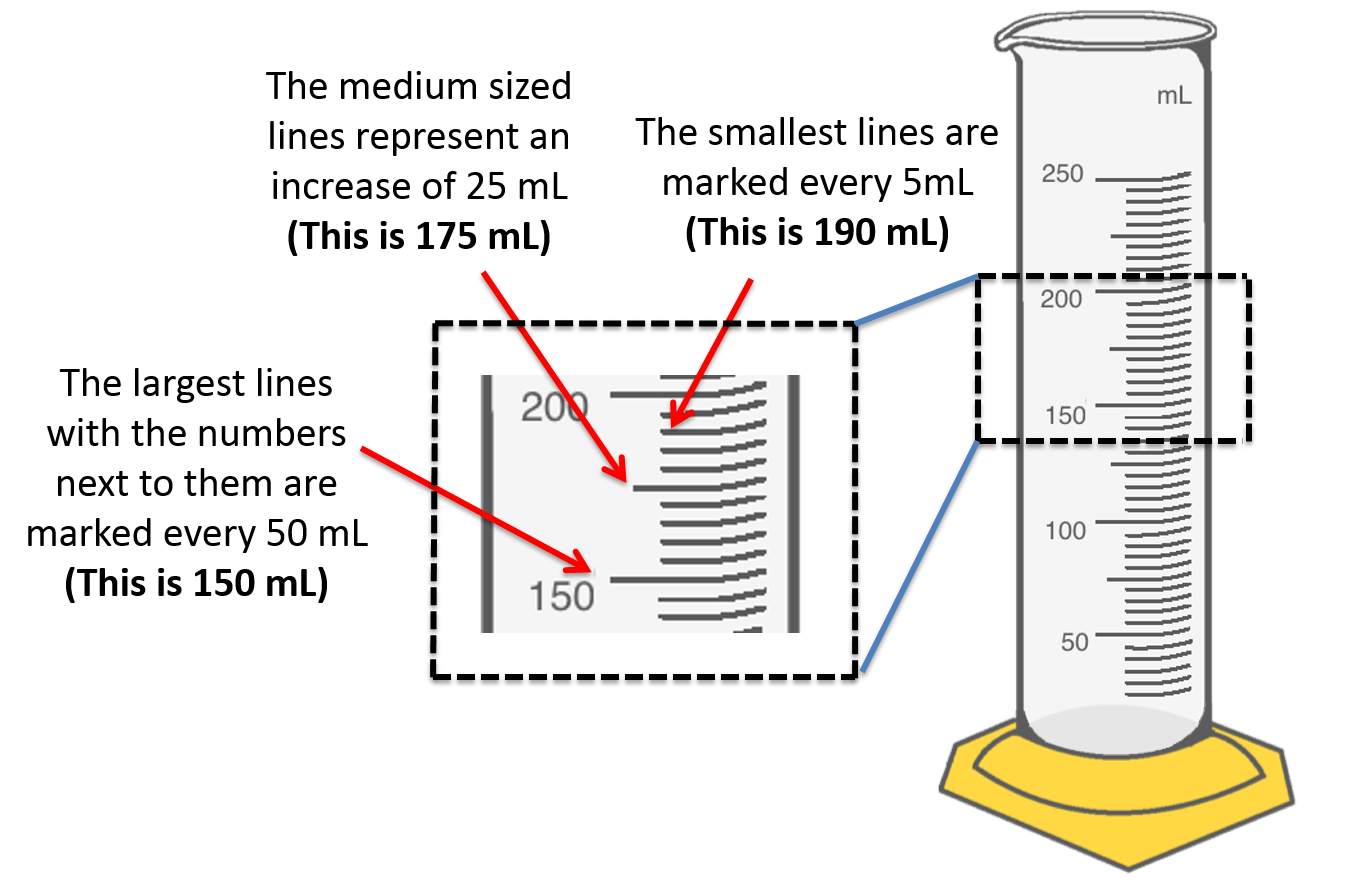 The medium sized
lines represent an
increase of 25 mL
(This is 175 mL)
The smallest lines are
marked every 5mL
(This is 190 mL)
The largest lines
with the numbers
next to them are
marked every 50 mL
(This is 150 mL)
200
150
mL
250
200
150
100
50